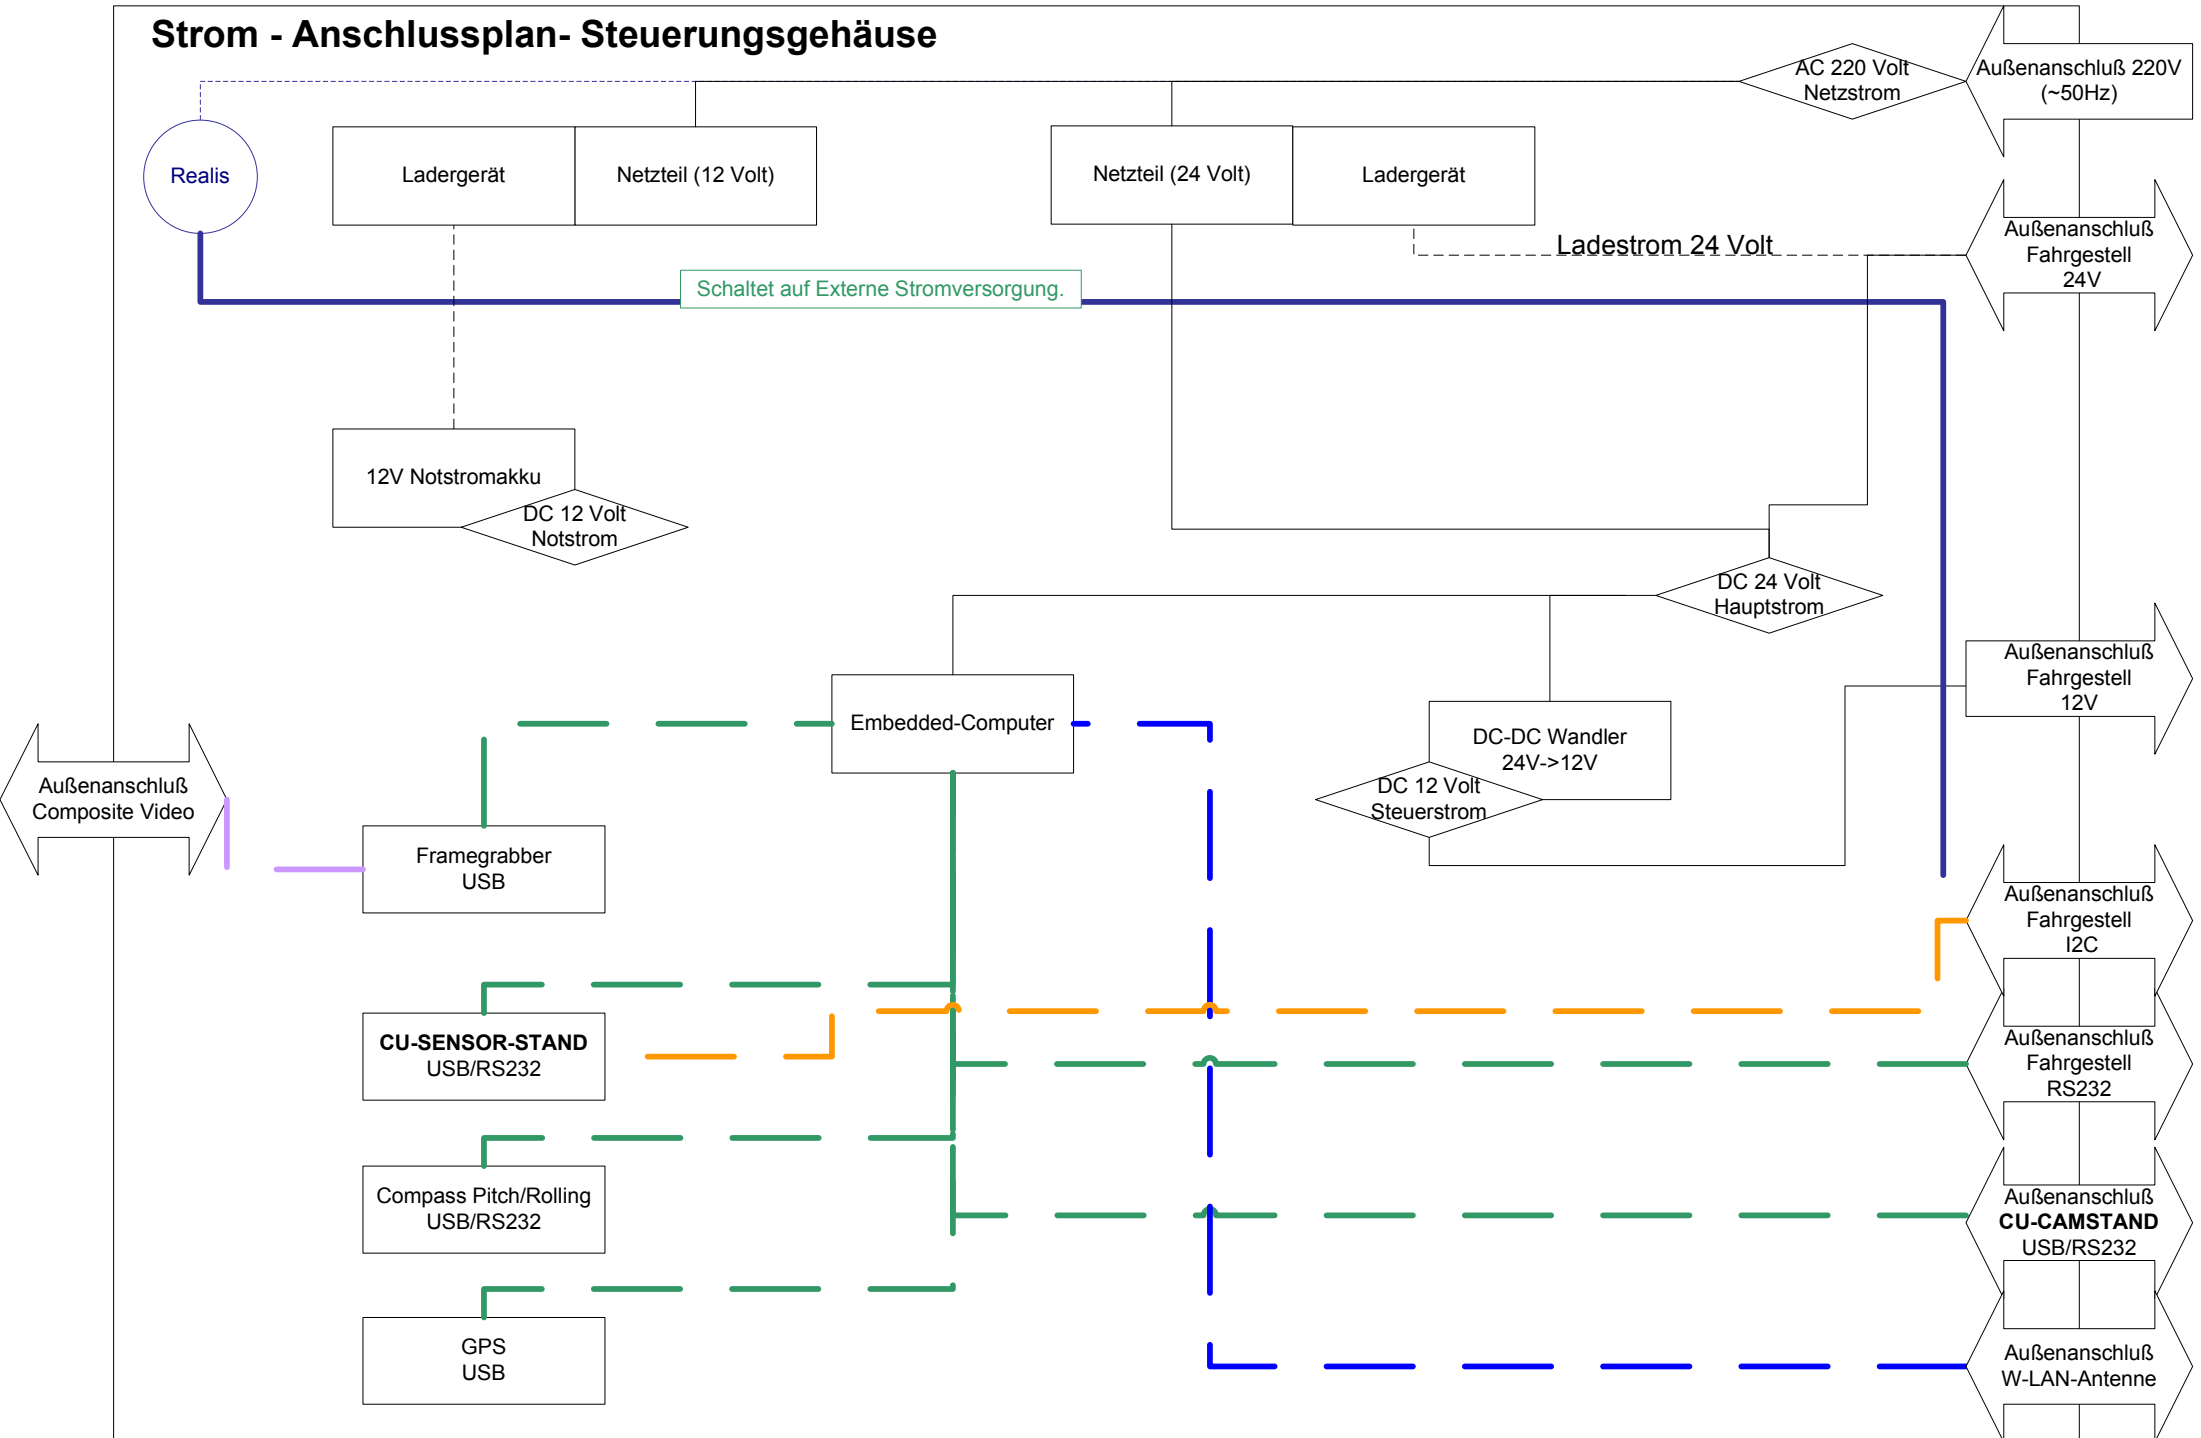 Strom - Anschlussplan- Steuerungsgehäuse
AC 220 Volt
Netzstrom
Außenanschluß 220V
(~50Hz)
Realis
Ladergerät
Netzteil (12 Volt)
Netzteil (24 Volt)
Ladergerät
Ladestrom 24 Volt
Außenanschluß
Fahrgestell
24V
Schaltet auf Externe Stromversorgung.
12V Notstromakku
DC 12 Volt
Notstrom
DC 24 Volt
Hauptstrom
Außenanschluß
Fahrgestell
12V
Embedded-Computer
DC-DC Wandler
24V->12V
DC 12 Volt
Steuerstrom
Außenanschluß
Composite Video
Framegrabber
USB
Außenanschluß
Fahrgestell
I2C
CU-SENSOR-STAND
USB/RS232
Außenanschluß
Fahrgestell
RS232
Compass Pitch/Rolling
USB/RS232
Außenanschluß
CU-CAMSTAND
USB/RS232
GPS
USB
Außenanschluß
W-LAN-Antenne